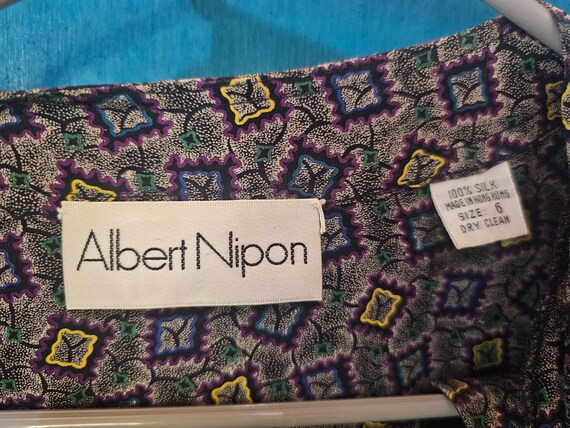 Albert Nipon
100% SILK
MADE IN HONG KONG
SIZE: 6
DRY CLEAN